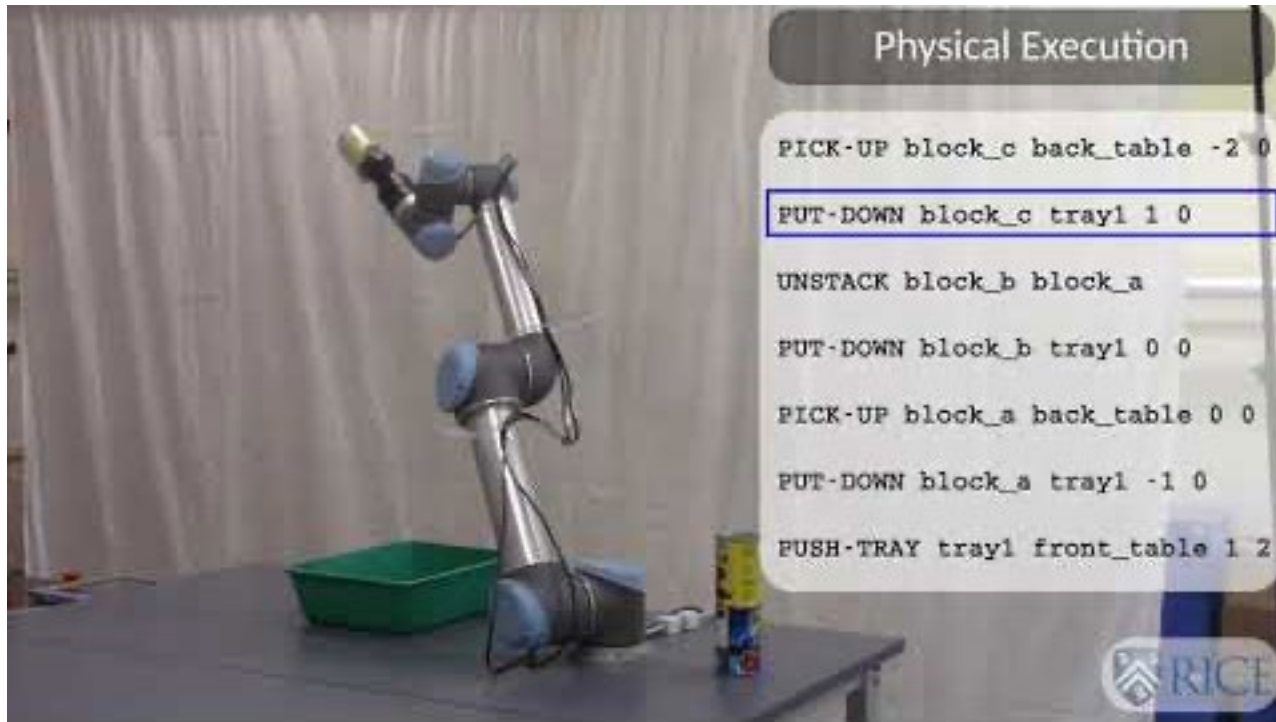 Physical Execution
PICK-UP block_c back_table -2 0
PUT-DOWN block_c tray1 1 0
UNSTACK block_b block_a
PUT-DOWN block_b tray1 0 0
PICK-UP block_a back_table 0 0
PUT-DOWN block_a tray1 -1 0
PUSH-TRAY tray1 front_table 1 2
RICE